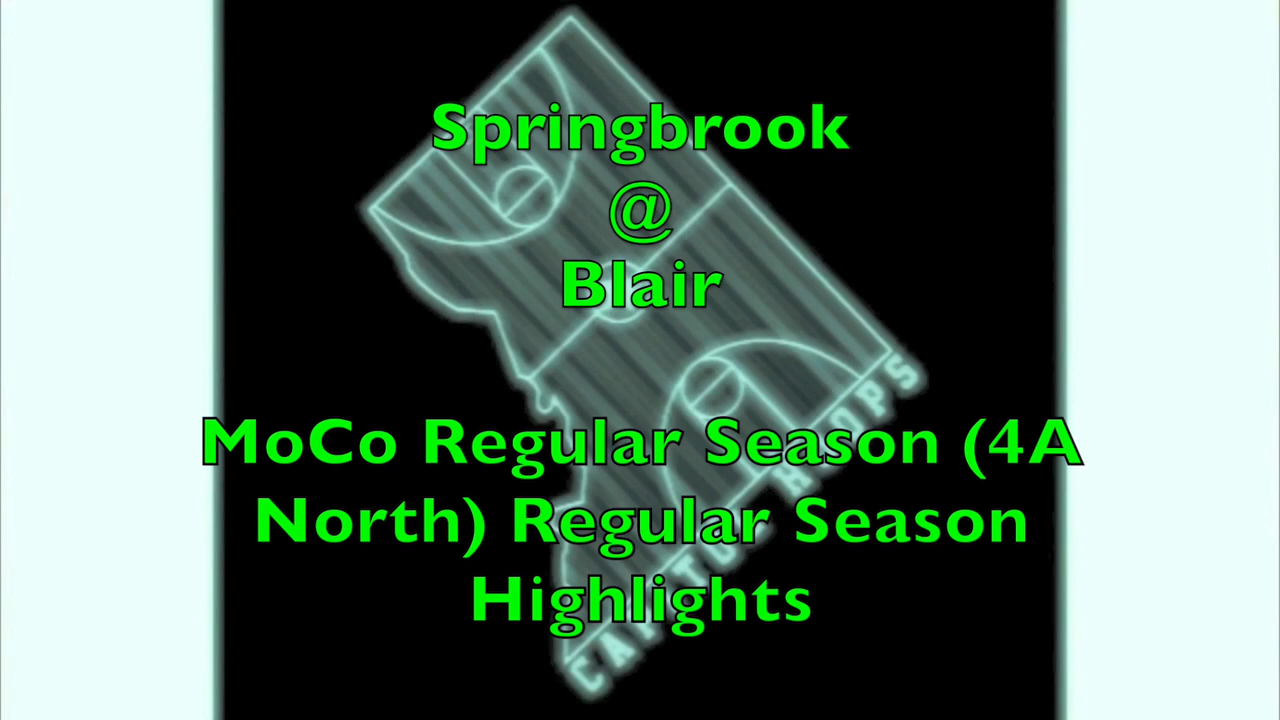 Springbrook
@
Blair
MoCo Regular Season (4A
North) Regular Season
Highlights